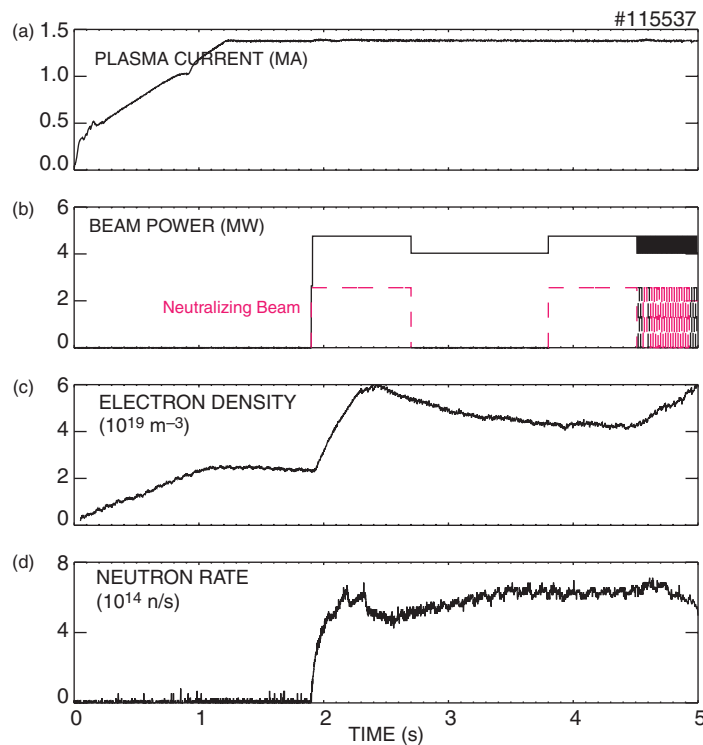 #115537
(a)
1.5
PLASMA CURRENT (MA)
1.0
0.5
0.0
(b)
6
BEAM POWER (MW)
4
2
Neutralizing Beam
0
(c)
6
ELECTRON DENSITY
(10¹⁹ m⁻³)
4
2
0
(d)
8
NEUTRON RATE
(10¹⁴ n/s)
4
0
0 1 2 3 4 5
TIME (s)